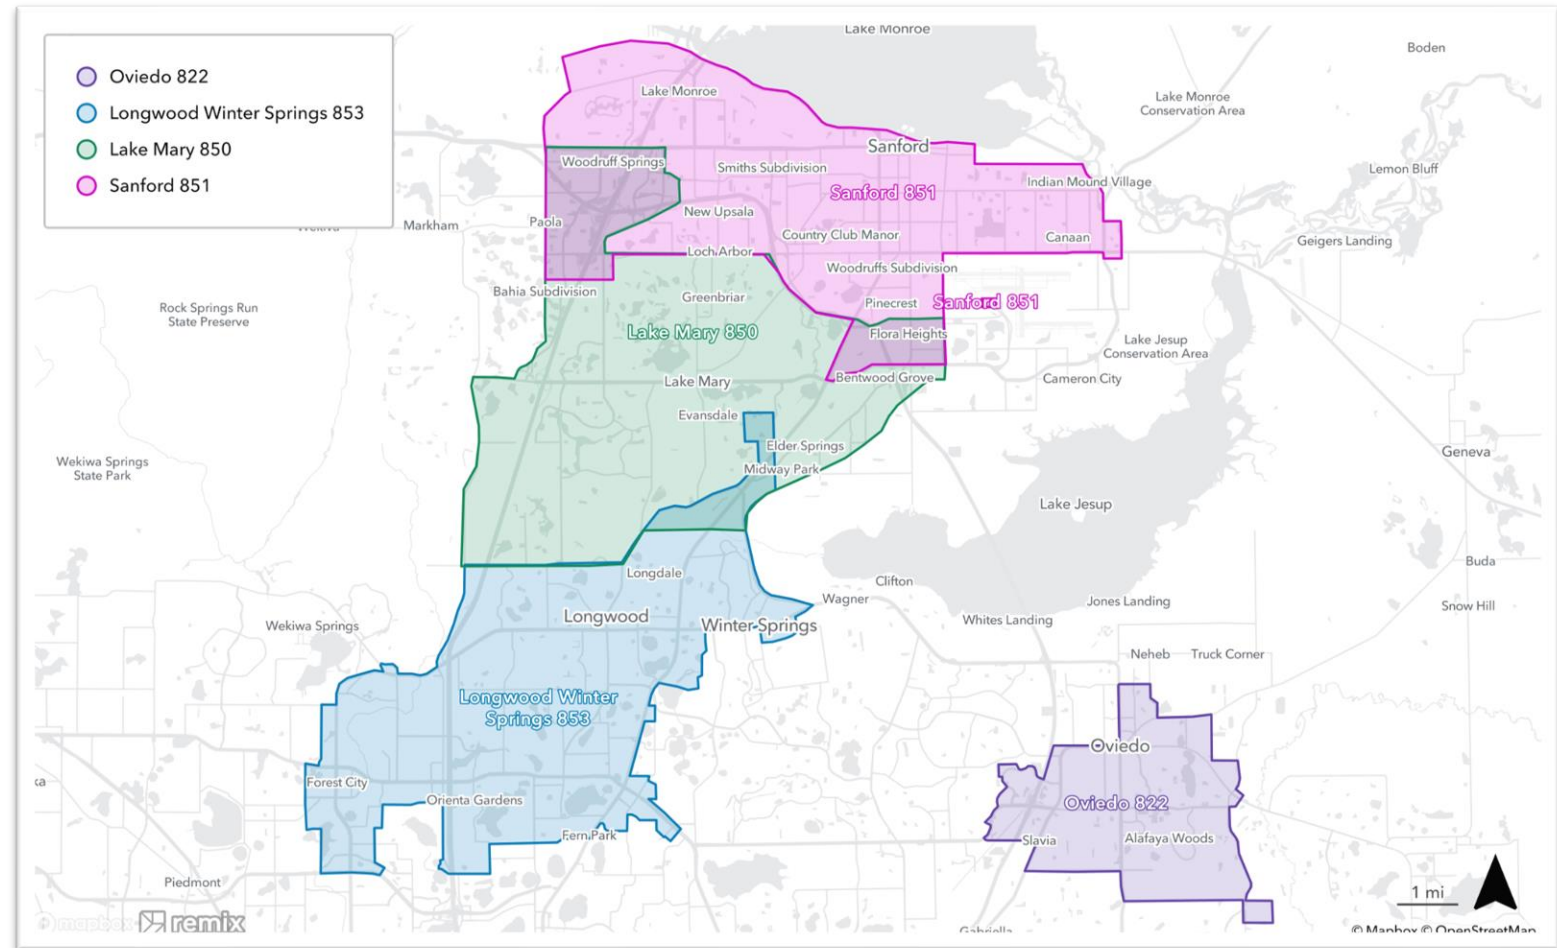 Oviedo 822
Longwood Winter Springs 853
Lake Mary 850
Sanford 851
Lake Monroe
Boden
Lake Monroe
Lake Monroe
Conservation Area
Sanford
Woodruff Springs
Smiths Subdivision
Lemon Bluff
Indian Mound Village
Sanford 851
New Upsala
Paola
Markham
Wekiva
Country Club Manor
Canaan
Geigers Landing
Loch Arbor
Woodruffs Subdivision
Bahia Subdivision
Greenbriar
Pinecrest
Sanford 851
Rock Springs Run
State Preserve
Lake Mary 850
Flora Heights
Lake Jesup
Conservation Area
Lake Mary
Bentwood Grove
Cameron City
Evansdale
Elder Springs
Geneva
Wekiwa Springs
State Park
Midway Park
Lake Jesup
Buda
Longdale
Clifton
Wagner
Jones Landing
Snow Hill
Longwood
Winter Springs
Whites Landing
Wekiwa Springs
Neheb
Truck Corner
Longwood Winter
Springs 853
Oviedo
ka
Forest City
Orienta Gardens
Oviedo 822
Fern Park
Slavia
Alafaya Woods
Piedmont
1 mi
mapbox remix
Gabriella
© Mapbox © OpenStreetMap